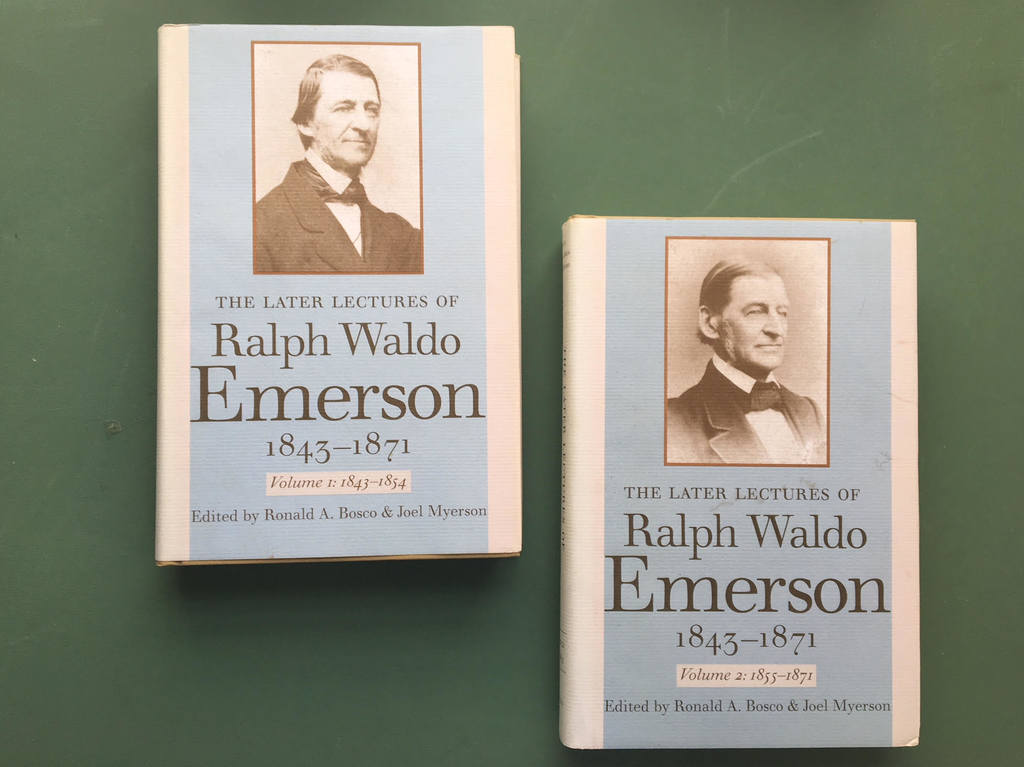 THE LATER LECTURES OF
Ralph Waldo
Emerson
1843–1871
Volume 1: 1843–1854
Edited by Ronald A. Bosco & Joel Myerson
THE LATER LECTURES OF
Ralph Waldo
Emerson
1843–1871
Volume 2: 1855–1871
Edited by Ronald A. Bosco & Joel Myerson